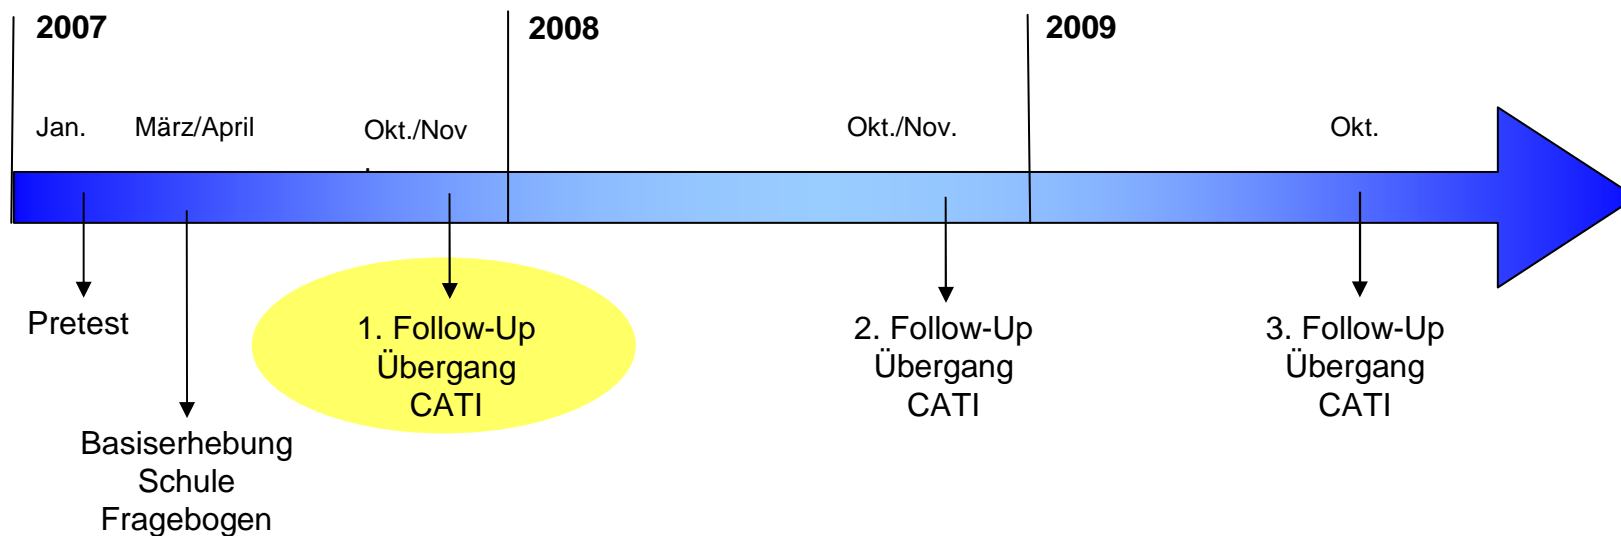 2007
2008
2009
Jan.
März/April
Okt./Nov
.
Okt./Nov.
Okt.
Pretest
Basiserhebung
Schule
Fragebogen
1. Follow-Up
Übergang
CATI
2. Follow-Up
Übergang
CATI
3. Follow-Up
Übergang
CATI